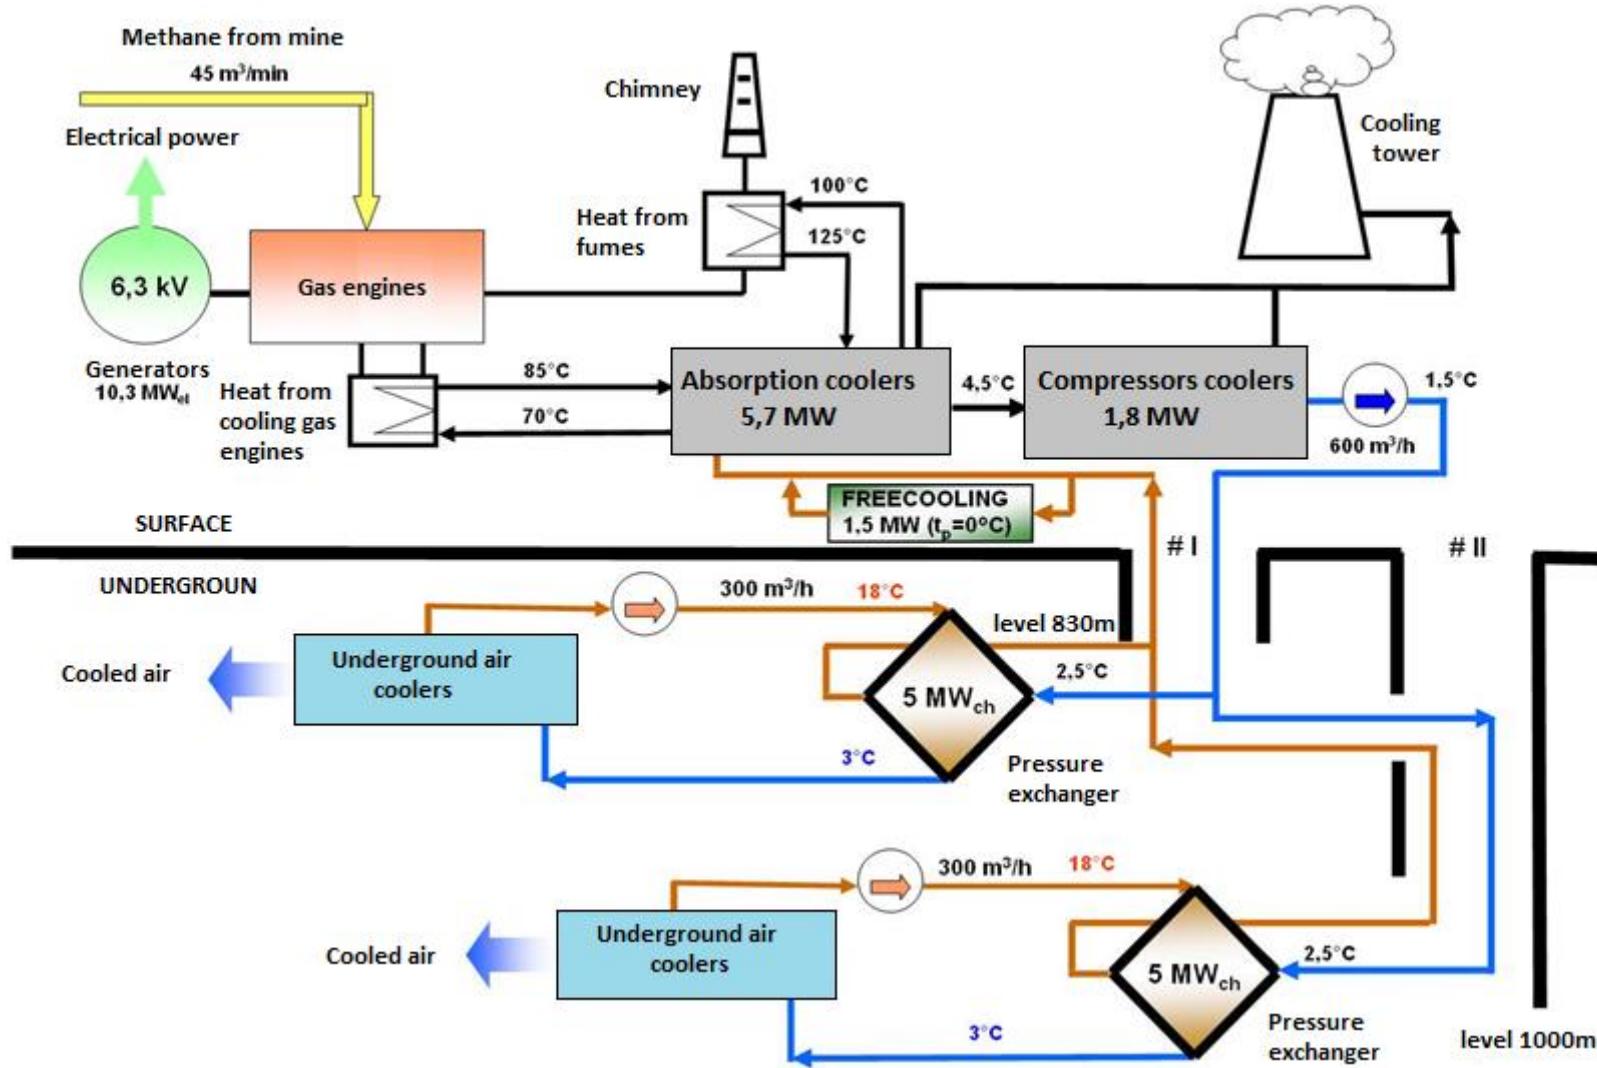 Methane from mine
45 m³/min
Electrical power
6,3 kV
Generators
10,3 MWel
Gas engines
Heat from
cooling gas
engines
Chimney
Heat from
fumes
100°C
125°C
85°C
70°C
Absorption coolers
5,7 MW
4,5°C
Compressors coolers
1,8 MW
Cooling
tower
1,5°C
600 m³/h
FREECOOLING
1,5 MW (tp=0°C)
SURFACE
UNDERGROUN
# I
# II
300 m³/h
18°C
level 830m
Underground air
coolers
Cooled air
5 MWch
2,5°C
3°C
Pressure
exchanger
300 m³/h
18°C
Underground air
coolers
Cooled air
5 MWch
2,5°C
3°C
Pressure
exchanger
level 1000m